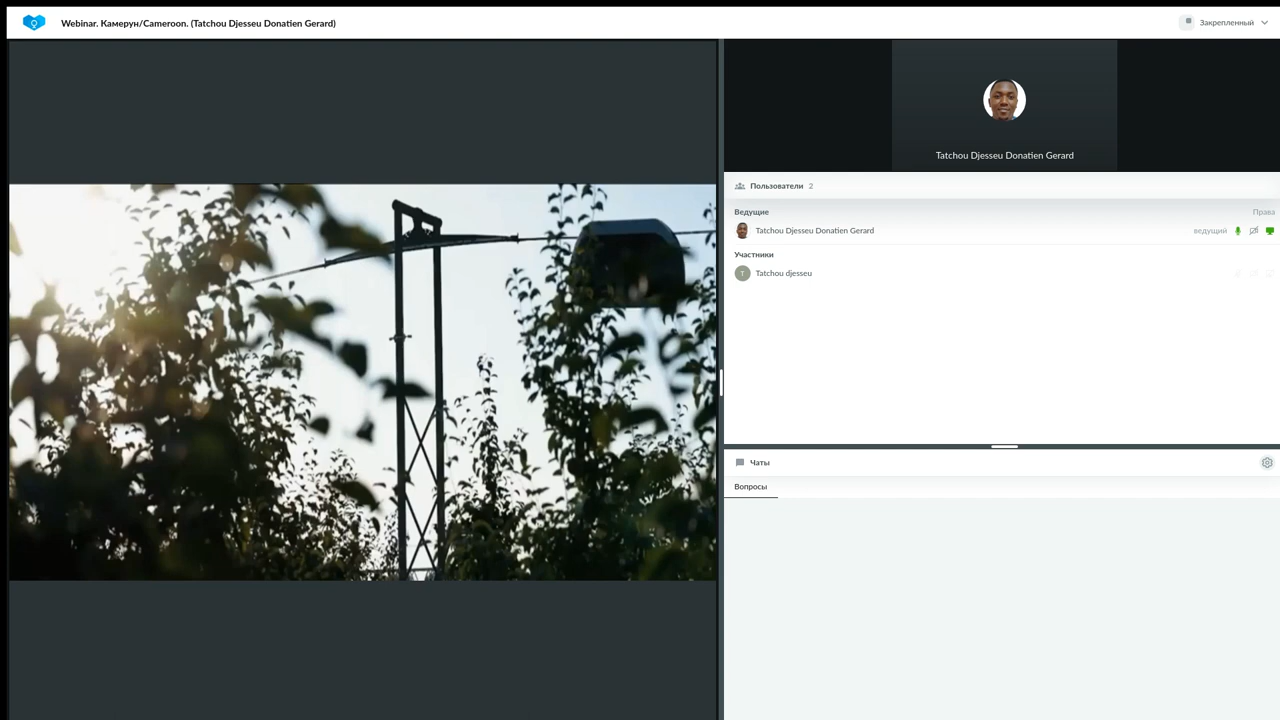 Webinar. Камерун/Cameroon. (Tatchou Djesseu Donatien Gerard)
Закрепленный
Tatchou Djesseu Donatien Gerard
Пользователи 2
Ведущие
Права
Tatchou Djesseu Donatien Gerard
ведущий
Участники
T
Tatchou djesseu
Чаты
Вопросы